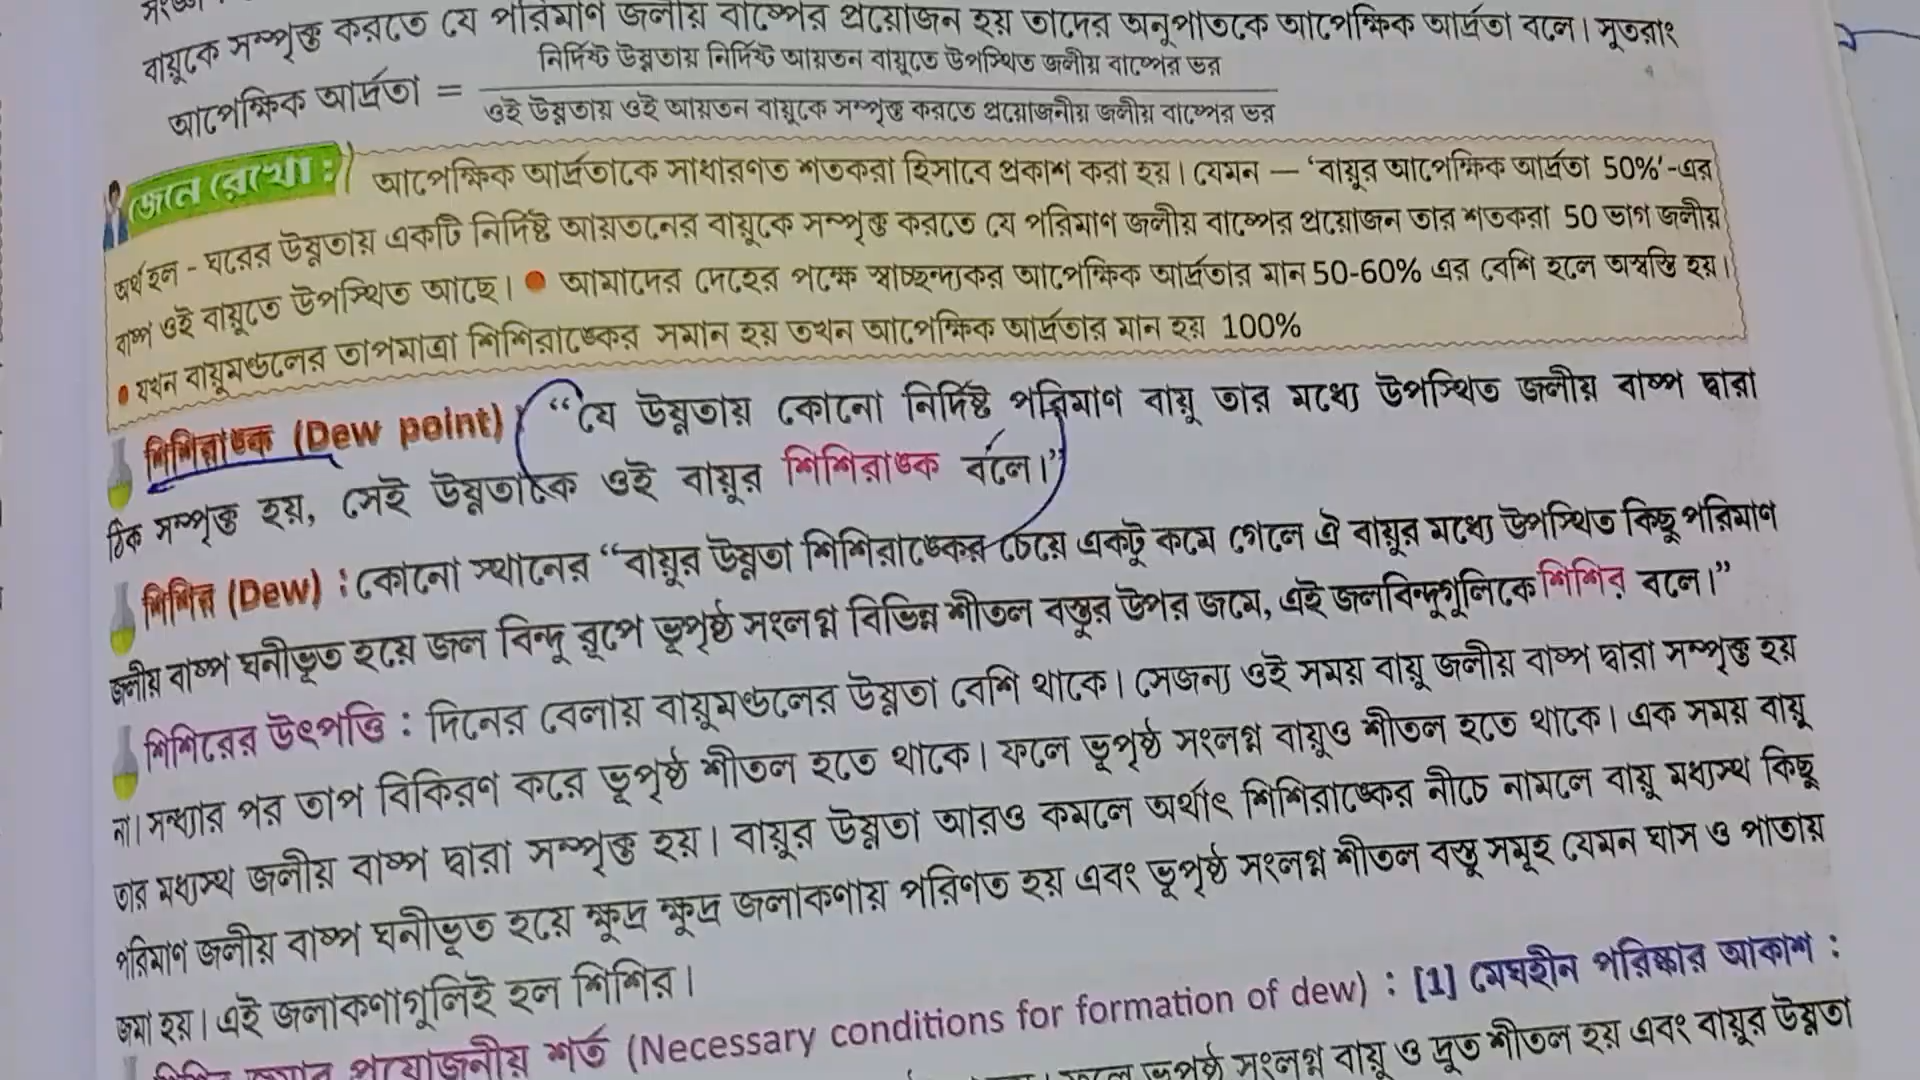 বায়ুকে সম্পৃক্ত করতে যে পরিমাণ জলীয় বাষ্পের প্রয়োজন হয় তাদের অনুপাতকে আপেক্ষিক আর্দ্রতা বলে। সুতরাং
আপেক্ষিক আর্দ্রতা = নির্দিষ্ট উষ্ণতায় নির্দিষ্ট আয়তন বায়ুতে উপস্থিত জলীয় বাষ্পের ভর
ওই উষ্ণতায় ওই আয়তন বায়ুকে সম্পৃক্ত করতে প্রয়োজনীয় জলীয় বাষ্পের ভর
জেনে রেখো : আপেক্ষিক আর্দ্রতাকে সাধারণত শতকরা হিসাবে প্রকাশ করা হয়। যেমন — ‘বায়ুর আপেক্ষিক আর্দ্রতা 50%’-এর
অর্থ হল - ঘরের উষ্ণতায় একটি নির্দিষ্ট আয়তনের বায়ুকে সম্পৃক্ত করতে যে পরিমাণ জলীয় বাষ্পের প্রয়োজন তার শতকরা 50 ভাগ জলীয়
বাষ্প ওই বায়ুতে উপস্থিত আছে। ● আমাদের দেহের পক্ষে স্বাচ্ছন্দ্যকর আপেক্ষিক আর্দ্রতার মান 50-60% এর বেশি হলে অস্বস্তি হয়।
● যখন বায়ুমণ্ডলের তাপমাত্রা শিশিরাঙ্কের সমান হয় তখন আপেক্ষিক আর্দ্রতার মান হয় 100%
শিশিরাঙ্ক (Dew point) : “যে উষ্ণতায় কোনো নির্দিষ্ট পরিমাণ বায়ু তার মধ্যে উপস্থিত জলীয় বাষ্প দ্বারা
ঠিক সম্পৃক্ত হয়, সেই উষ্ণতাকে ওই বায়ুর শিশিরাঙ্ক বলে।”
শিশির (Dew) : কোনো স্থানের “বায়ুর উষ্ণতা শিশিরাঙ্কের চেয়ে একটু কমে গেলে ঐ বায়ুর মধ্যে উপস্থিত কিছু পরিমাণ
জলীয় বাষ্প ঘনীভূত হয়ে জল বিন্দু রূপে ভূপৃষ্ঠ সংলগ্ন বিভিন্ন শীতল বস্তুর উপর জমে, এই জলবিন্দুগুলিকে শিশির বলে।”
শিশিরের উৎপত্তি : দিনের বেলায় বায়ুমণ্ডলের উষ্ণতা বেশি থাকে। সেজন্য ওই সময় বায়ু জলীয় বাষ্প দ্বারা সম্পৃক্ত হয়
না। সন্ধ্যার পর তাপ বিকিরণ করে ভূপৃষ্ঠ শীতল হতে থাকে। ফলে ভূপৃষ্ঠ সংলগ্ন বায়ুও শীতল হতে থাকে। এক সময় বায়ু
তার মধ্যস্থ জলীয় বাষ্প দ্বারা সম্পৃক্ত হয়। বায়ুর উষ্ণতা আরও কমলে অর্থাৎ শিশিরাঙ্কের নীচে নামলে বায়ু মধ্যস্থ কিছু
পরিমাণ জলীয় বাষ্প ঘনীভূত হয়ে ক্ষুদ্র ক্ষুদ্র জলাকণায় পরিণত হয় এবং ভূপৃষ্ঠ সংলগ্ন শীতল বস্তু সমূহ যেমন ঘাস ও পাতায়
জমা হয়। এই জলাকণাগুলিই হল শিশির।
প্রয়োজনীয় শর্ত (Necessary conditions for formation of dew) : [1] মেঘহীন পরিষ্কার আকাশ :
ভূপৃষ্ঠ সংলগ্ন বায়ু ও দ্রুত শীতল হয় এবং বায়ুর উষ্ণতা